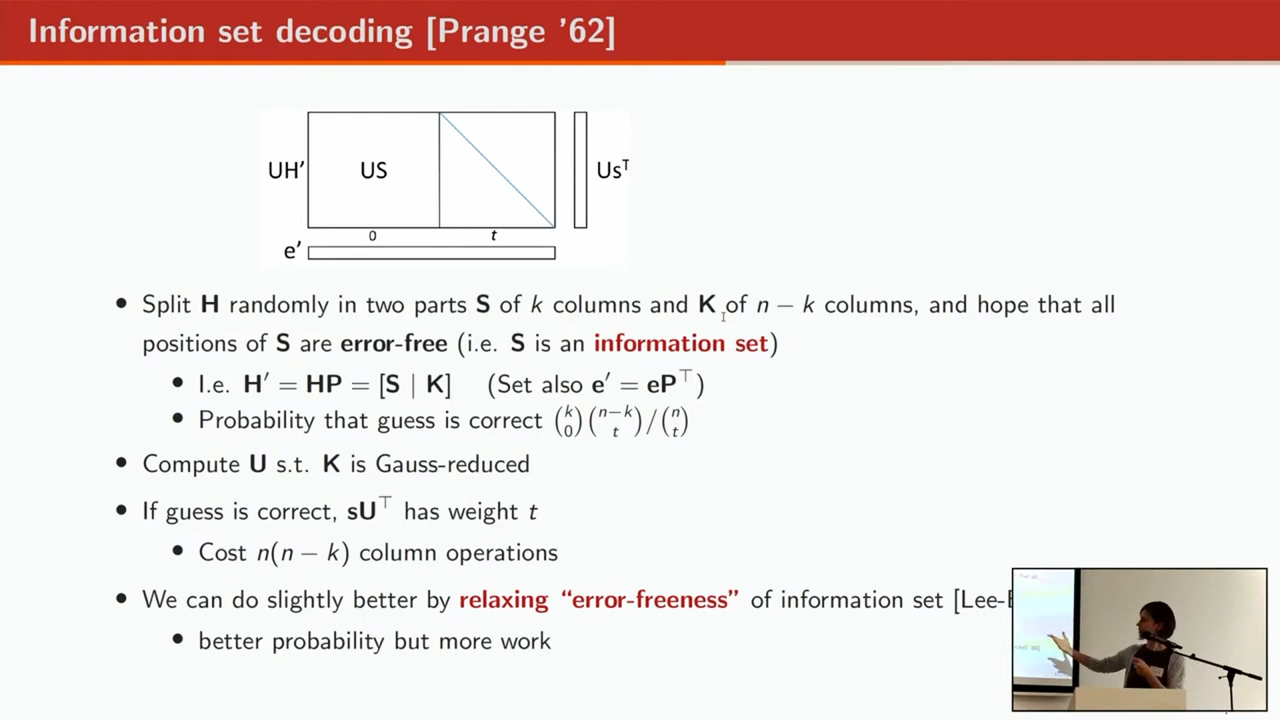 Information set decoding [Prange '62]
UH' US Us⊤
0 t
e'
• Split H randomly in two parts S of k columns and K of n − k columns, and hope that all
positions of S are error-free (i.e. S is an information set)
• I.e. H′ = HP = [S | K] (Set also e′ = eP⊤)
• Probability that guess is correct (k 0)(n−k t)/(n t)
• Compute U s.t. K is Gauss-reduced
• If guess is correct, sU⊤ has weight t
• Cost n(n − k) column operations
• We can do slightly better by relaxing “error-freeness” of information set [Lee-
• better probability but more work